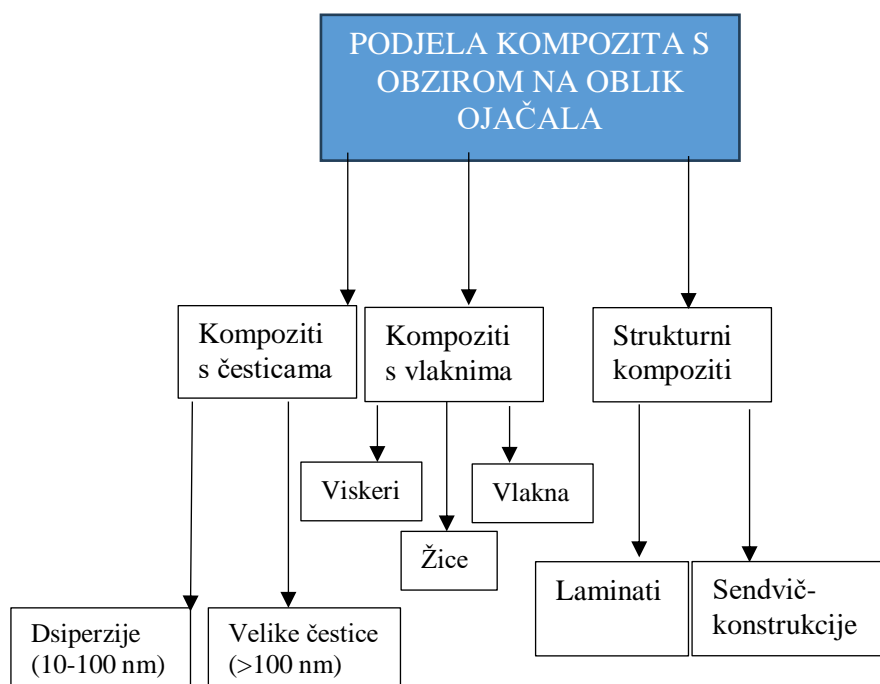 PODJELA KOMPOZITA S
OBZIROM NA OBLIK
OJAČALA
Kompoziti
s česticama
Kompoziti
s vlaknima
Strukturni
kompoziti
Viskeri
Vlakna
Žice
Laminati
Sendvič-
konstrukcije
Dsiperzije
(10-100 nm)
Velike čestice
(>100 nm)